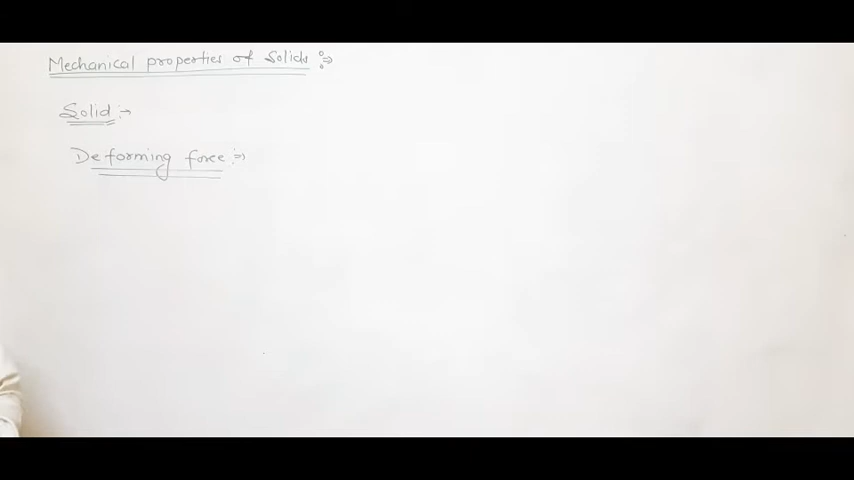 Mechanical properties of Solids :⇒
Solid :→
Deforming force :⇒